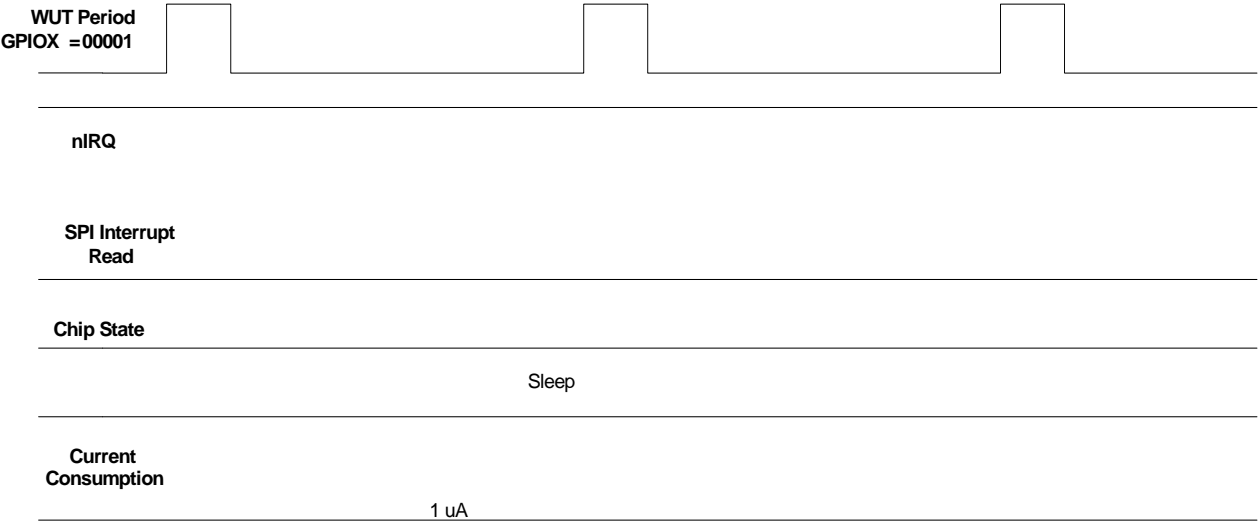 WUT Period
GPIOX =00001
nIRQ
SPI Interrupt
Read
Chip State
Sleep
Current
Consumption
1 uA